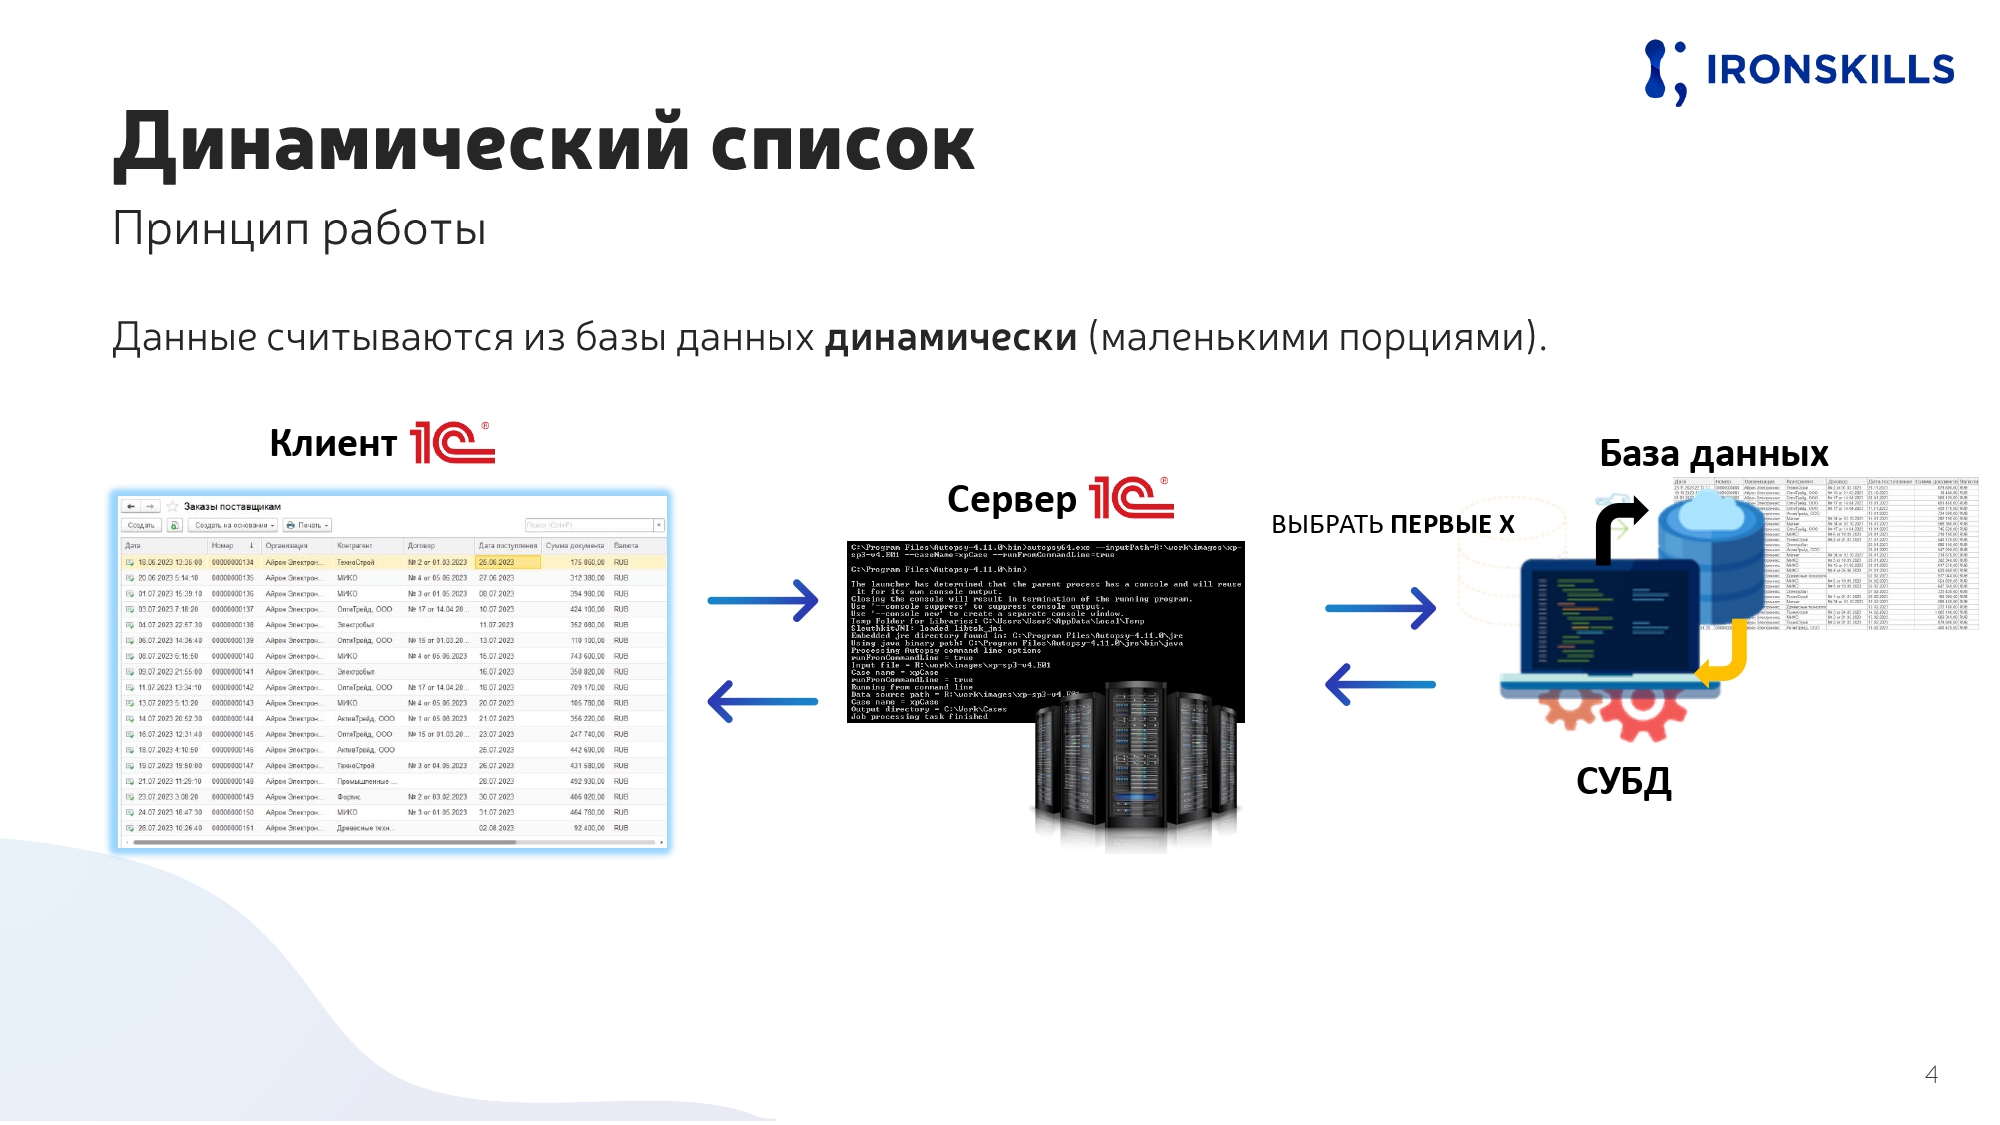 IRONSKILLS
Динамический список
Принцип работы
Данные считываются из базы данных динамически (маленькими порциями).
Клиент 1С
Сервер 1С
База данных
ВЫБРАТЬ ПЕРВЫЕ X
СУБД
Заказы поставщикам
Создать Создать на основании Печать Поиск (Ctrl+F)
Дата Номер Организация Контрагент Договор Дата поступления Сумма документа Валюта
18.06.2023 13:35:00 00000000134 Айрон Электрон... ТехноСтрой № 2 от 01.03.2023 25.06.2023 175 860,00 RUB
20.06.2023 5:14:10 00000000135 Айрон Электрон... МИКО № 4 от 05.06.2023 27.06.2023 312 380,00 RUB
01.07.2023 15:39:10 00000000136 Айрон Электрон... МИКО № 3 от 01.05.2023 08.07.2023 394 980,00 RUB
03.07.2023 7:18:20 00000000137 Айрон Электрон... ОптиТрейд, ООО № 17 от 14.04.20... 10.07.2023 424 100,00 RUB
04.07.2023 22:57:30 00000000138 Айрон Электрон... Электробыт 11.07.2023 352 080,00 RUB
06.07.2023 14:36:40 00000000139 Айрон Электрон... ОптиТрейд, ООО № 15 от 01.03.20... 13.07.2023 110 100,00 RUB
08.07.2023 6:15:50 00000000140 Айрон Электрон... МИКО № 4 от 05.06.2023 15.07.2023 743 600,00 RUB
09.07.2023 21:55:00 00000000141 Айрон Электрон... Электробыт 16.07.2023 350 820,00 RUB
11.07.2023 13:34:10 00000000142 Айрон Электрон... ОптиТрейд, ООО № 17 от 14.04.20... 18.07.2023 709 170,00 RUB
13.07.2023 5:13:20 00000000143 Айрон Электрон... МИКО № 4 от 05.06.2023 20.07.2023 105 780,00 RUB
14.07.2023 20:52:30 00000000144 Айрон Электрон... АктивТрейд, ООО № 1 от 05.08.2023 21.07.2023 356 220,00 RUB
16.07.2023 12:31:40 00000000145 Айрон Электрон... ОптиТрейд, ООО № 15 от 01.03.20... 23.07.2023 247 740,00 RUB
18.07.2023 4:10:50 00000000146 Айрон Электрон... АктивТрейд, ООО 25.07.2023 442 690,00 RUB
19.07.2023 19:50:00 00000000147 Айрон Электрон... ТехноСтрой № 3 от 04.05.2023 26.07.2023 431 580,00 RUB
21.07.2023 11:29:10 00000000148 Айрон Электрон... Промышленные ... 28.07.2023 492 930,00 RUB
23.07.2023 3:08:20 00000000149 Айрон Электрон... Фортис № 2 от 03.02.2023 30.07.2023 406 020,00 RUB
24.07.2023 18:47:30 00000000150 Айрон Электрон... МИКО № 3 от 01.05.2023 31.07.2023 464 760,00 RUB
26.07.2023 10:26:40 00000000151 Айрон Электрон... Древесные техн... 02.08.2023 92 400,00 RUB
C:\Program Files\Autopsy-4.11.0\bin>autopsy64.exe --inputPath=R:\work\images\xp-
sp3-v4.E01 --caseName=xpCase --runFromCommandLine=true
C:\Program Files\Autopsy-4.11.0\bin>
The launcher has determined that the parent process has a console and will reuse
it for its own console output.
Closing the console will result in termination of the running program.
Use '--console suppress' to suppress console output.
Use '--console new' to create a separate console window.
Temp Folder for Libraries: C:\Users\User2\AppData\Local\Temp
SleuthkitJNI: loaded libtsk_jni
Embedded jre directory found in: C:\Program Files\Autopsy-4.11.0\jre
Using java binary path: C:\Program Files\Autopsy-4.11.0\jre\bin\java
Processing Autopsy command line options
runFromCommandLine = true
Input file = R:\work\images\xp-sp3-v4.E01
Case name = xpCase
runFromCommandLine = true
Running from command line
Data source path = R:\work\images\xp-sp3-v4.E01
Case name = xpCase
Output directory = C:\Work\Cases
Job processing task finished
4